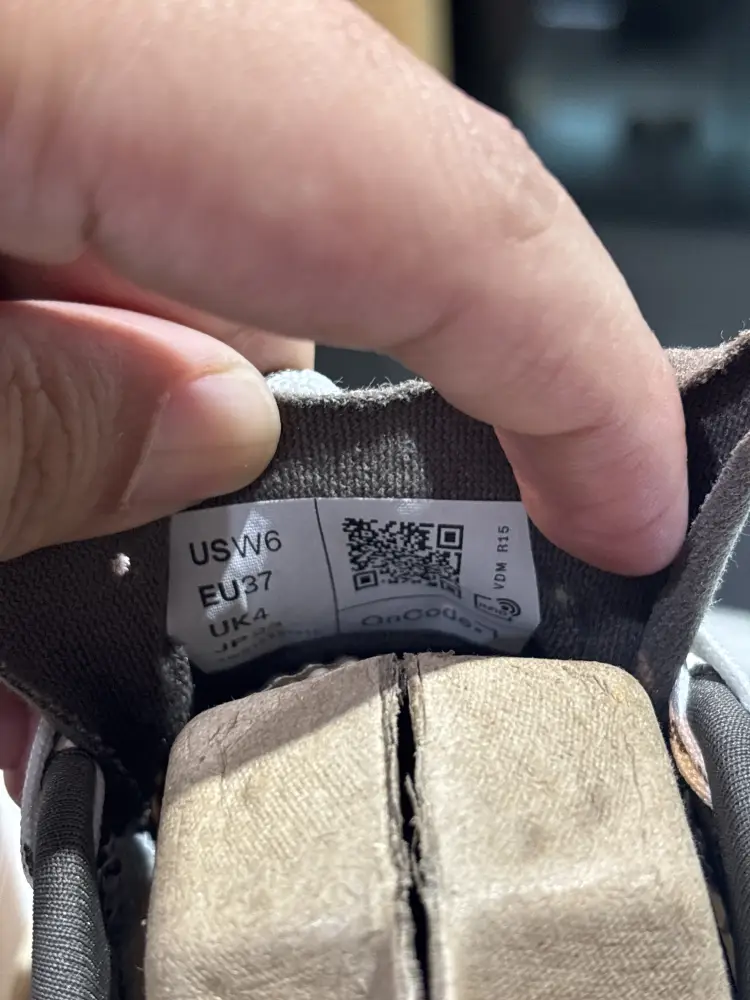 USW6
EU37
UK4
VDM R15
OnCode